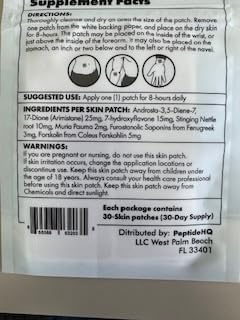 Supplement Facts
DIRECTIONS:
Thoroughly cleanse and dry an area the size of the patch. Remove
one patch from the white backing paper, and place on the dry skin
for 8-hours. The patch may be placed on the inside of the wrist, or
just above the inside of the forearm. It may also be placed on the
stomach, an inch or two below and to the left or right of the navel.
SUGGESTED USE: Apply one (1) patch for 8-hours daily
INGREDIENTS PER SKIN PATCH: Androsta-3,5-Diene-7,
17-Dione (Arimistane) 25mg, 7-hydroxyflavone 15mg, Stinging Nettle
root 10mg, Muria Pauma 2mg, Furostanolic Saponins from Fenugreek
3mg, Forskolin from Coleus Forskohlin 5mg
WARNINGS:
If you are pregnant or nursing, do not use this skin patch.
If skin irritation occurs, change the application locations or
discontinue use. Keep this skin patch away from children under
the age of 18 years. Always consult your health care professional
before using this skin patch. Keep this skin patch away from
Chemicals and direct sunlight.
Each package contains
30-Skin patches (30-Day Supply)
Ditributed by: PeptideHQ
LLC West Palm Beach
FL 33401